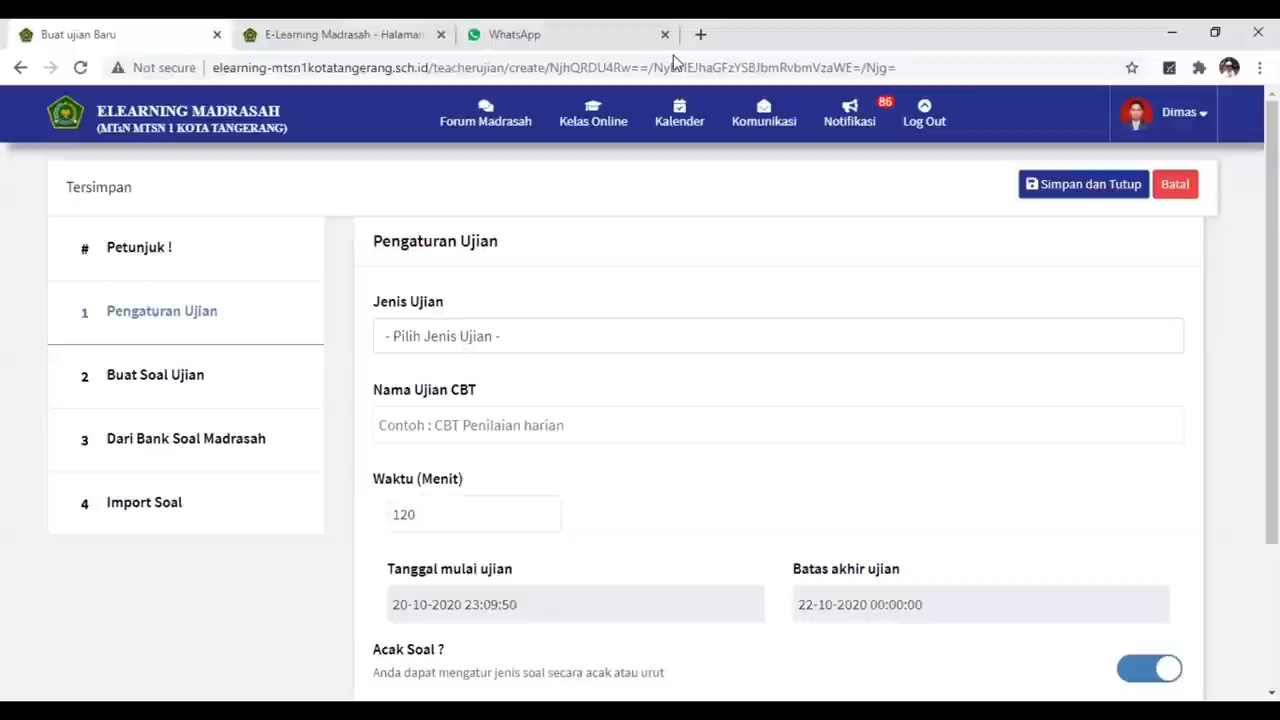 Buat ujian Baru
E-Learning Madrasah - Halaman
WhatsApp
Not secure
elearning-mtsn1kotatangerang.sch.id/teacherujian/create/NjhQRDU4Rw==/
ELEARNING MADRASAH
(MTsN MTSN 1 KOTA TANGERANG)
Forum Madrasah
Kelas Online
Kalender
Komunikasi
86
Notifikasi
Log Out
Dimas
Tersimpan
Simpan dan Tutup
Batal
# Petunjuk !
1 Pengaturan Ujian
2 Buat Soal Ujian
3 Dari Bank Soal Madrasah
4 Import Soal
Pengaturan Ujian
Jenis Ujian
- Pilih Jenis Ujian -
Nama Ujian CBT
Contoh : CBT Penilaian harian
Waktu (Menit)
120
Tanggal mulai ujian
20-10-2020 23:09:50
Batas akhir ujian
22-10-2020 00:00:00
Acak Soal ?
Anda dapat mengatur jenis soal secara acak atau urut